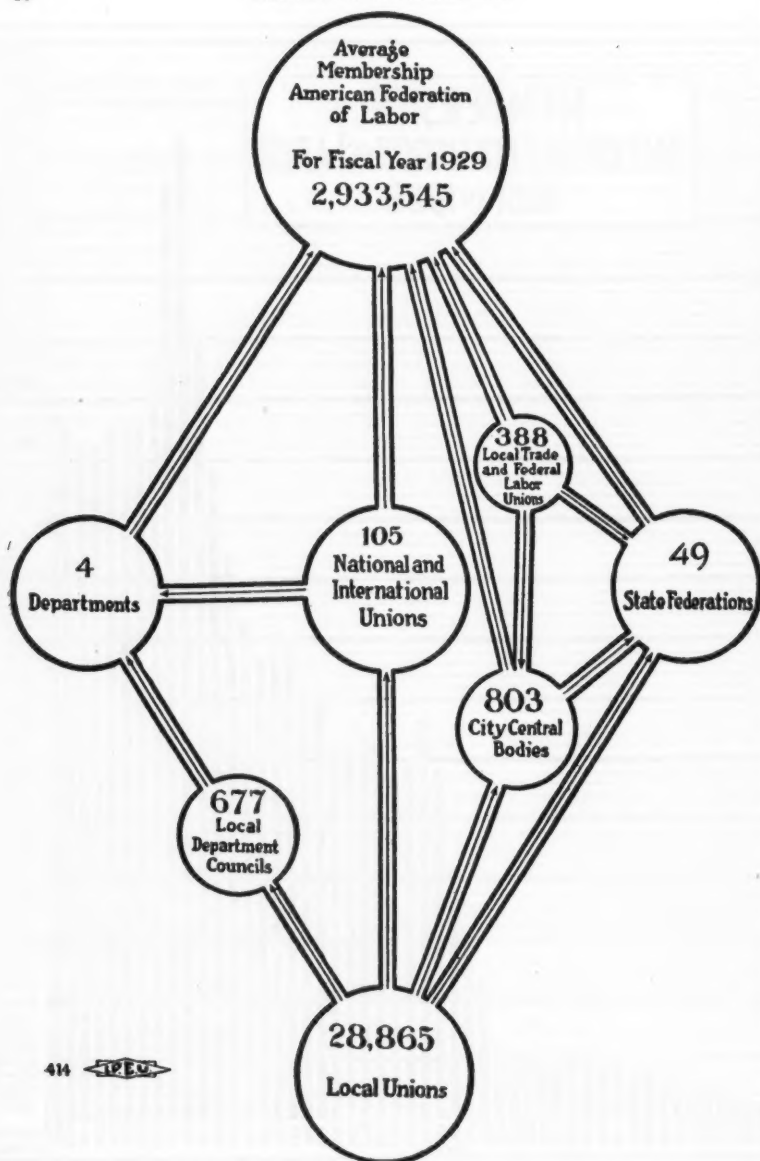 Average
Membership
American Federation
of Labor
For Fiscal Year 1929
2,933,545
388
Local Trade
and Federal
Labor
Unions
4
Departments
105
National and
International
Unions
49
State Federations
803
City Central
Bodies
677
Local
Department
Councils
28,865
Local Unions
414
I.P.E.U.